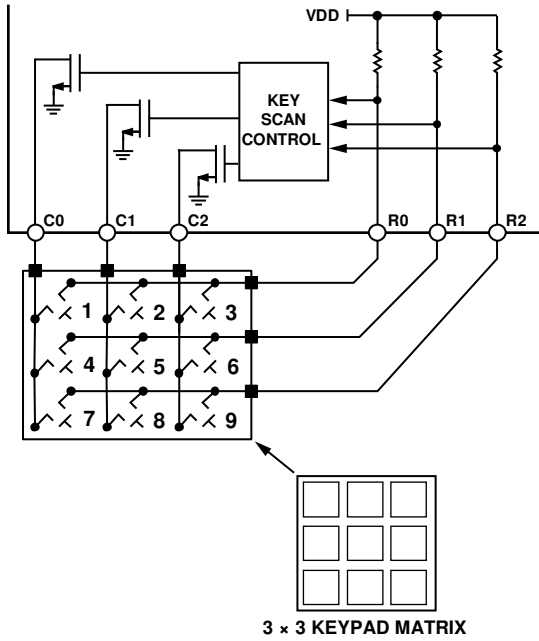 VDD
KEY
SCAN
CONTROL
C0 C1 C2 R0 R1 R2
1 2 3
4 5 6
7 8 9
3 × 3 KEYPAD MATRIX